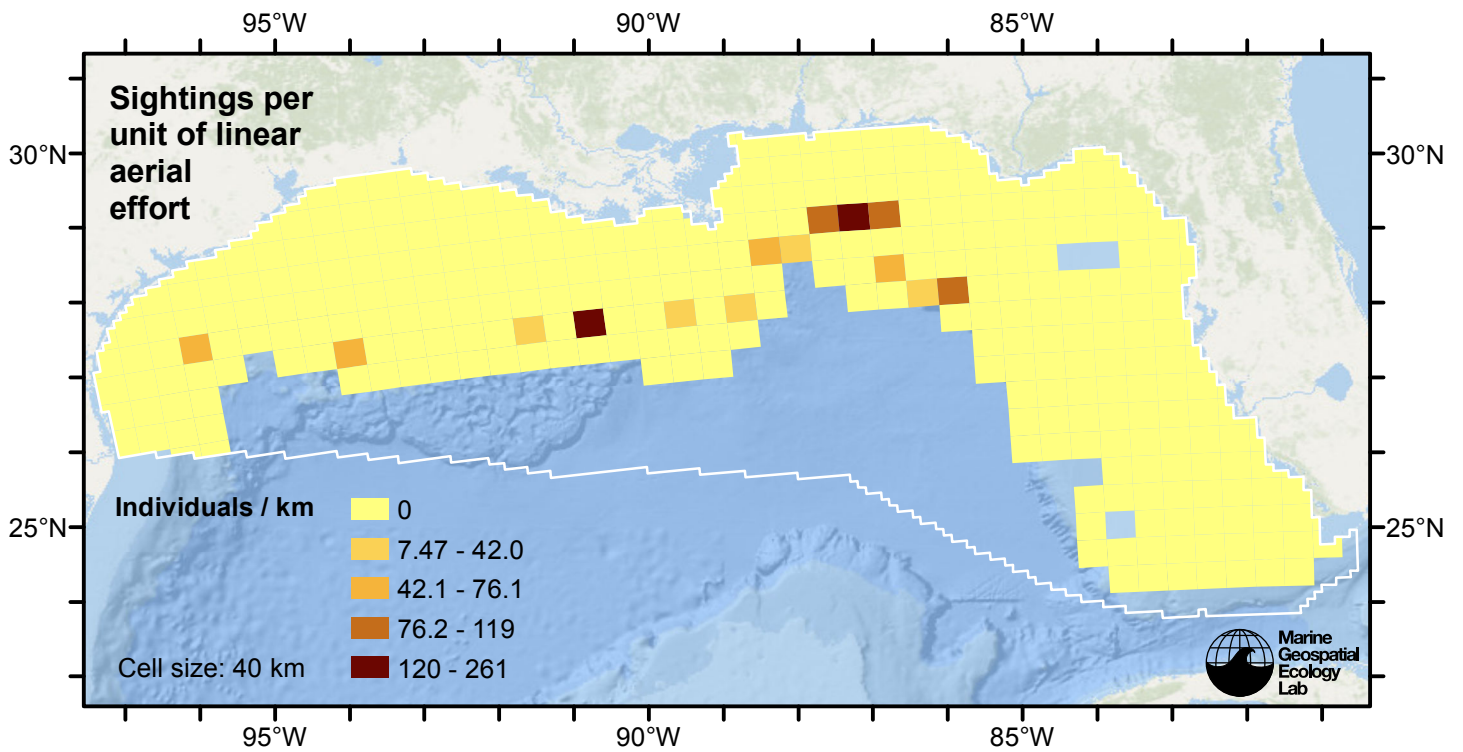 95°W 90°W 85°W
Sightings per
unit of linear
aerial
effort
30°N 30°N
25°N 25°N
Individuals / km
0
7.47 - 42.0
42.1 - 76.1
76.2 - 119
120 - 261
Cell size: 40 km
Marine
Geospatial
Ecology
Lab
95°W 90°W 85°W